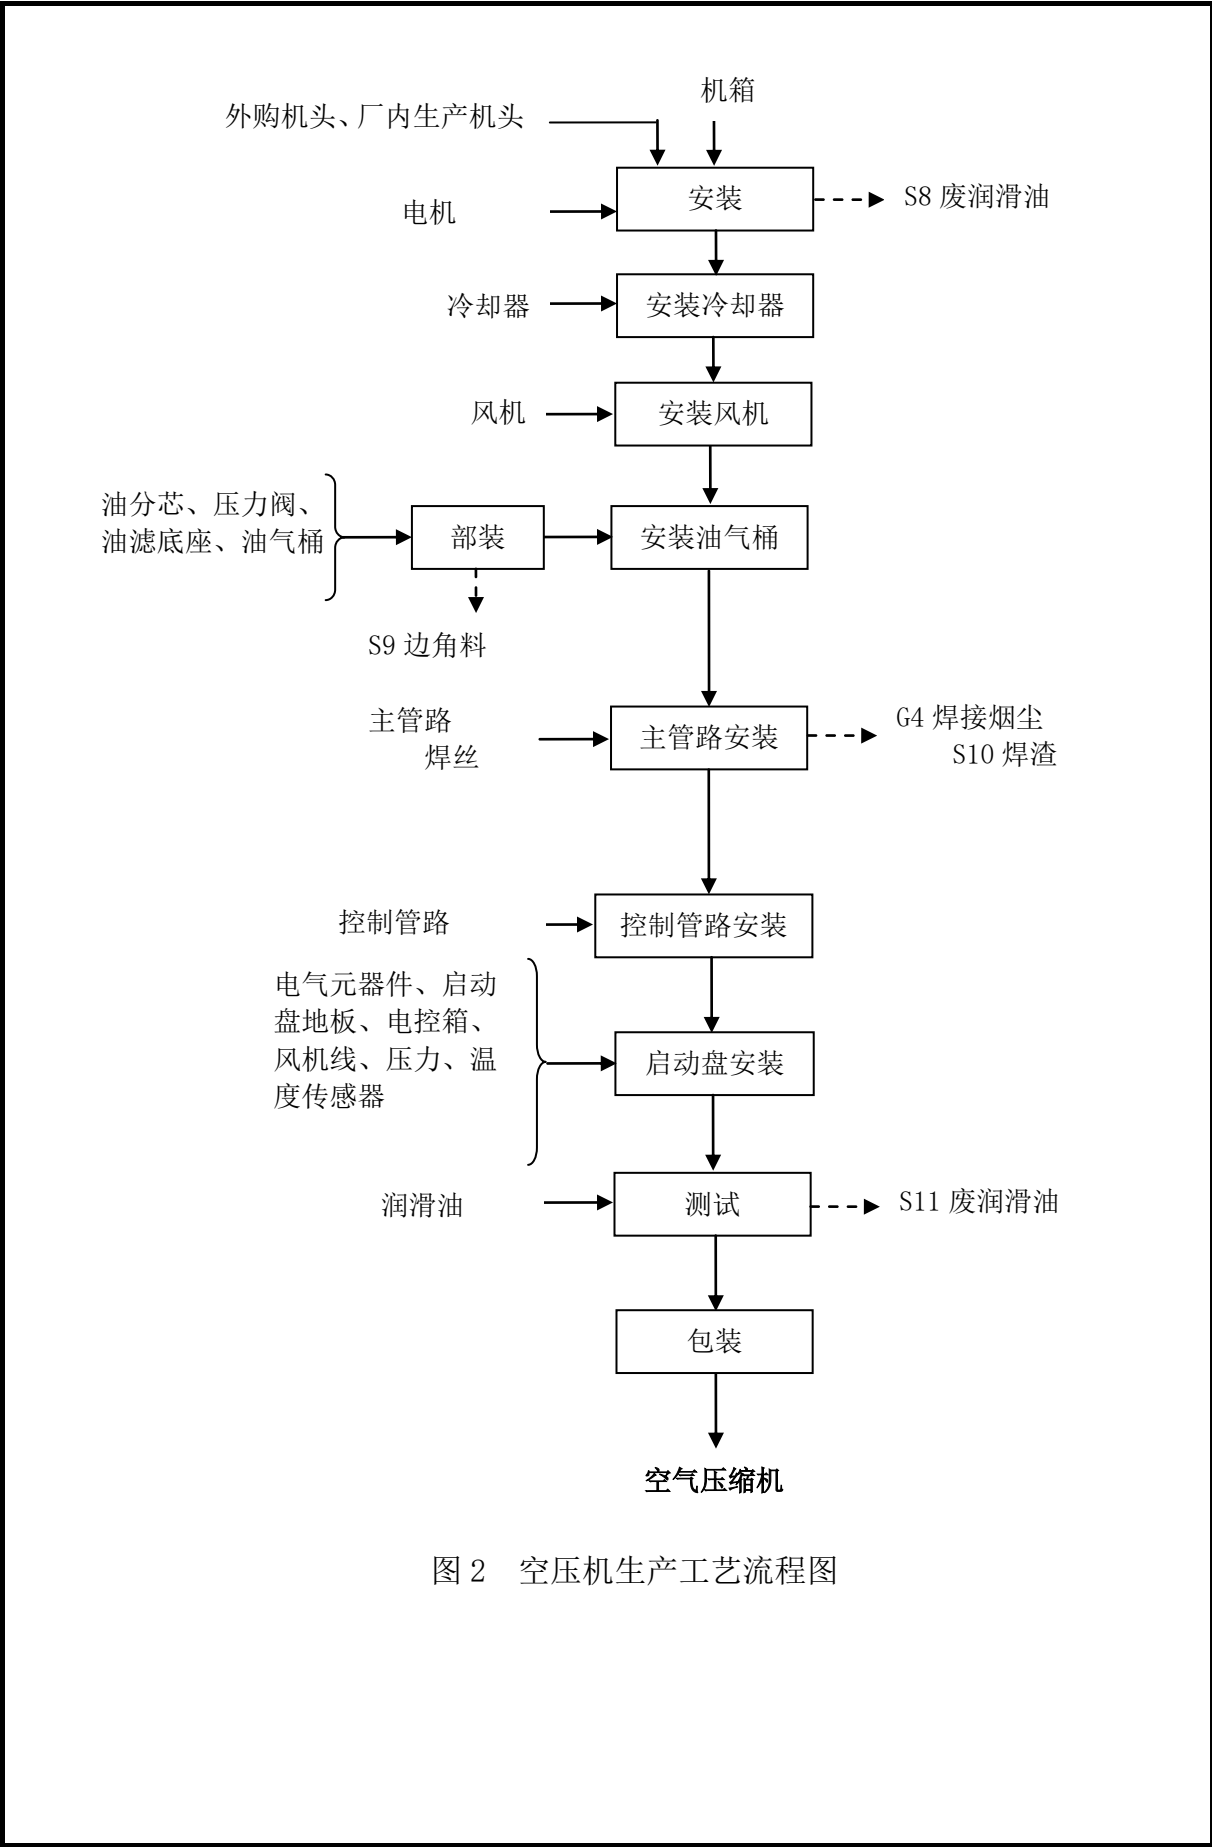 机箱
外购机头、厂内生产机头
安装
S8 废润滑油
电机
冷却器
安装冷却器
风机
安装风机
油分芯、压力阀、
油滤底座、油气桶
部装
安装油气桶
S9 边角料
主管路
焊丝
主管路安装
G4 焊接烟尘
S10 焊渣
控制管路
控制管路安装
电气元器件、启动
盘地板、电控箱、
风机线、压力、温
度传感器
启动盘安装
润滑油
测试
S11 废润滑油
包装
空气压缩机
图 2 空压机生产工艺流程图